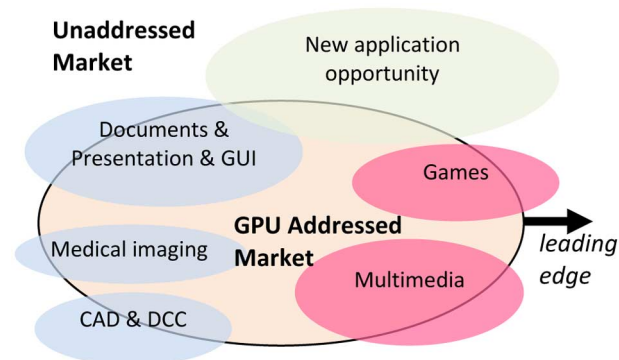 Unaddressed
Market
New application
opportunity
Documents &
Presentation & GUI
Games
GPU Addressed
Market
leading
edge
Medical imaging
Multimedia
CAD & DCC